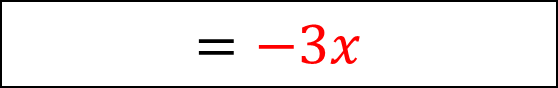 = −3x